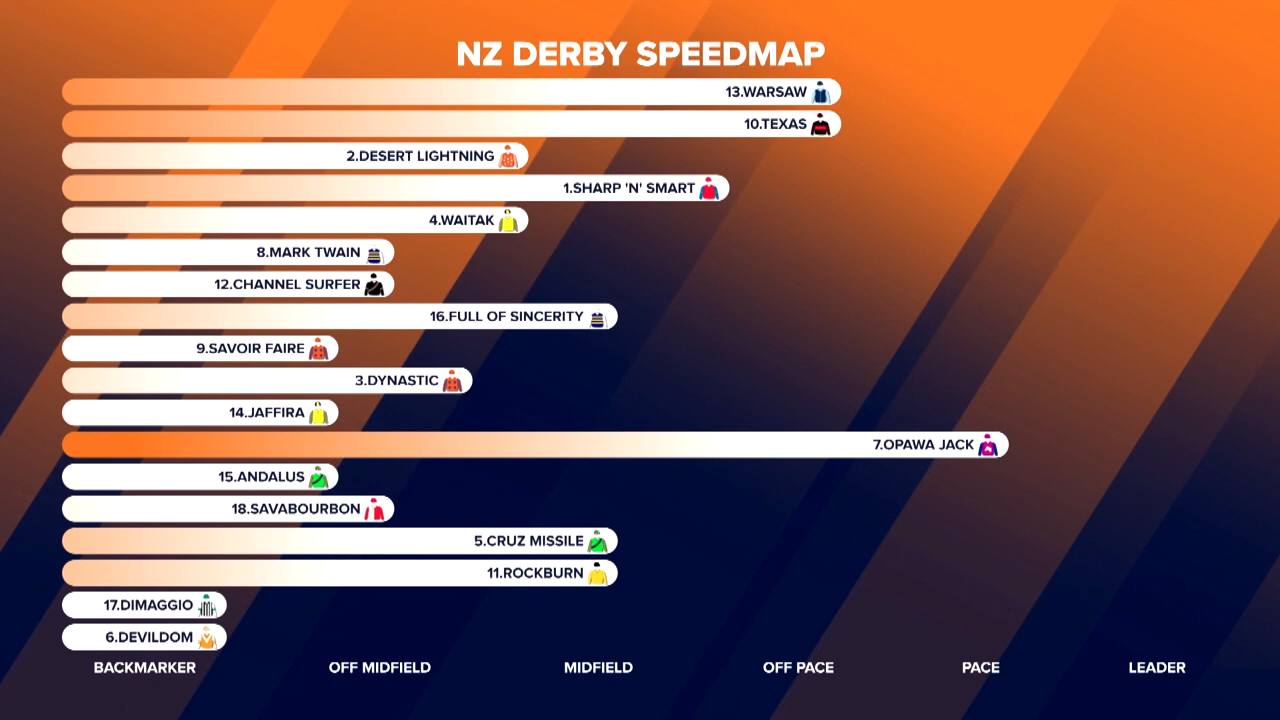 NZ DERBY SPEEDMAP
13.WARSAW
10.TEXAS
2.DESERT LIGHTNING
1.SHARP 'N' SMART
4.WAITAK
8.MARK TWAIN
12.CHANNEL SURFER
16.FULL OF SINCERITY
9.SAVOIR FAIRE
3.DYNASTIC
14.JAFFIRA
7.OPAWA JACK
15.ANDALUS
18.SAVABOURBON
5.CRUZ MISSILE
11.ROCKBURN
17.DIMAGGIO
6.DEVILDOM
BACKMARKER OFF MIDFIELD MIDFIELD OFF PACE PACE LEADER